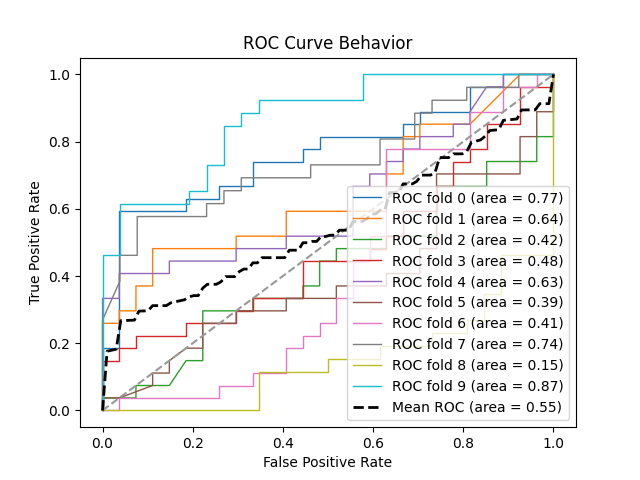 ROC Curve Behavior
True Positive Rate
1.0
0.8
0.6
0.4
0.2
0.0
ROC fold 0 (area = 0.77)
ROC fold 1 (area = 0.64)
ROC fold 2 (area = 0.42)
ROC fold 3 (area = 0.48)
ROC fold 4 (area = 0.63)
ROC fold 5 (area = 0.39)
ROC fold 6 (area = 0.41)
ROC fold 7 (area = 0.74)
ROC fold 8 (area = 0.15)
ROC fold 9 (area = 0.87)
Mean ROC (area = 0.55)
0.0 0.2 0.4 0.6 0.8 1.0
False Positive Rate